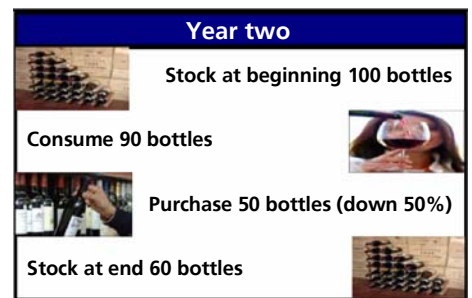 Year two
Stock at beginning 100 bottles
Consume 90 bottles
Purchase 50 bottles (down 50%)
Stock at end 60 bottles